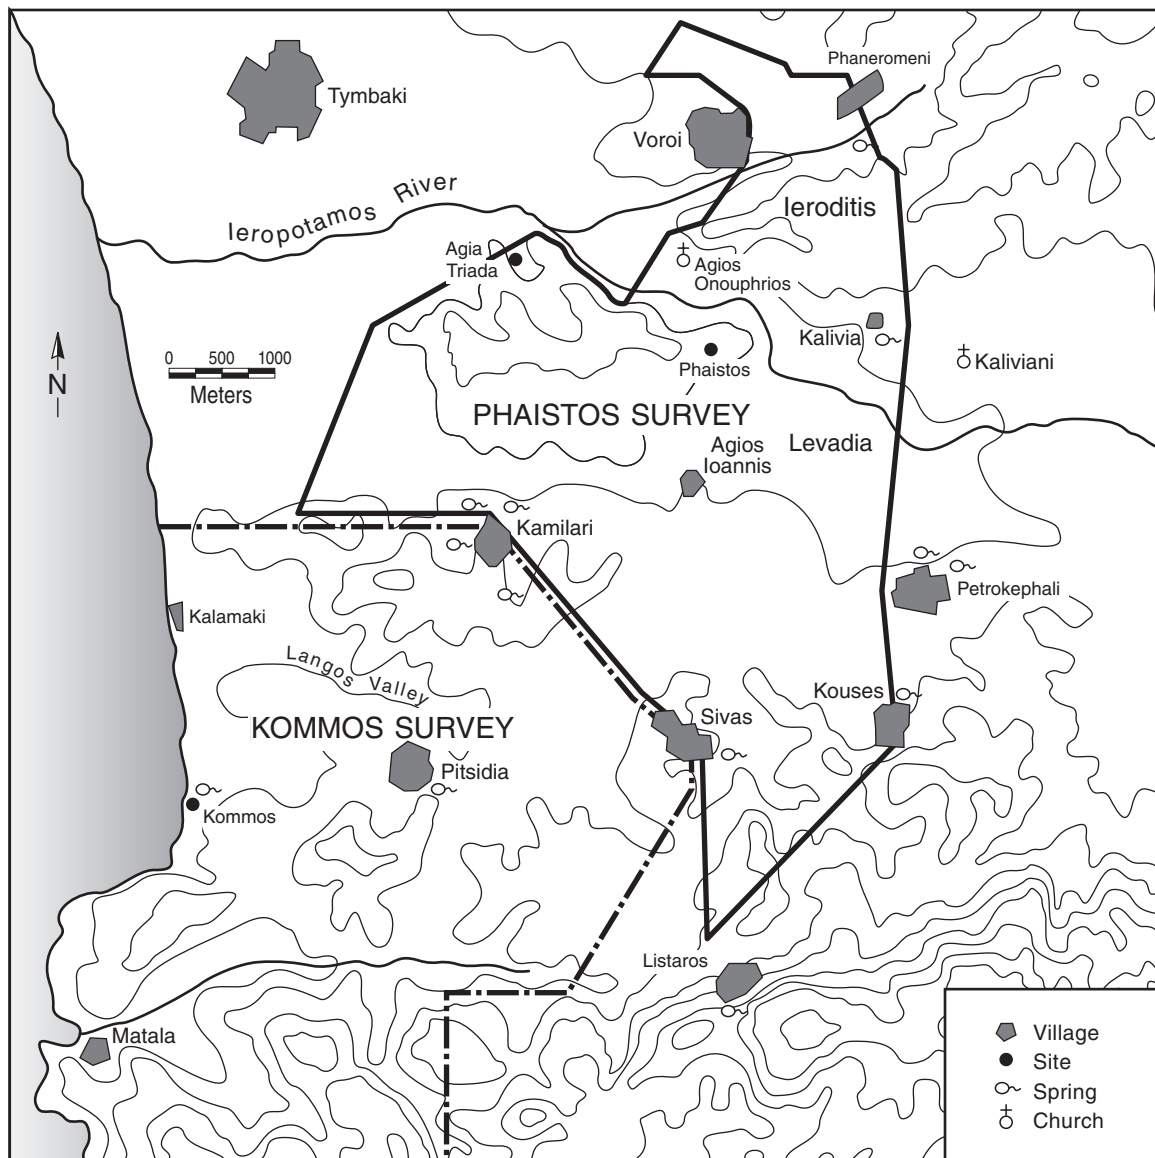 Phaneromeni
Tymbaki
Voroi
Ieropotamos River
Ieroditis
Agia
Triada
Agios
Onouphrios
Kalivia
Kaliviani
0 500 1000
Meters
N
Phaistos
PHAISTOS SURVEY
Agios
Ioannis
Levadia
Kamilari
Petrokephali
Kalamaki
Langos Valley
Kouses
Sivas
KOMMOS SURVEY
Pitsidia
Kommos
Listaros
Matala
Village
Site
Spring
Church